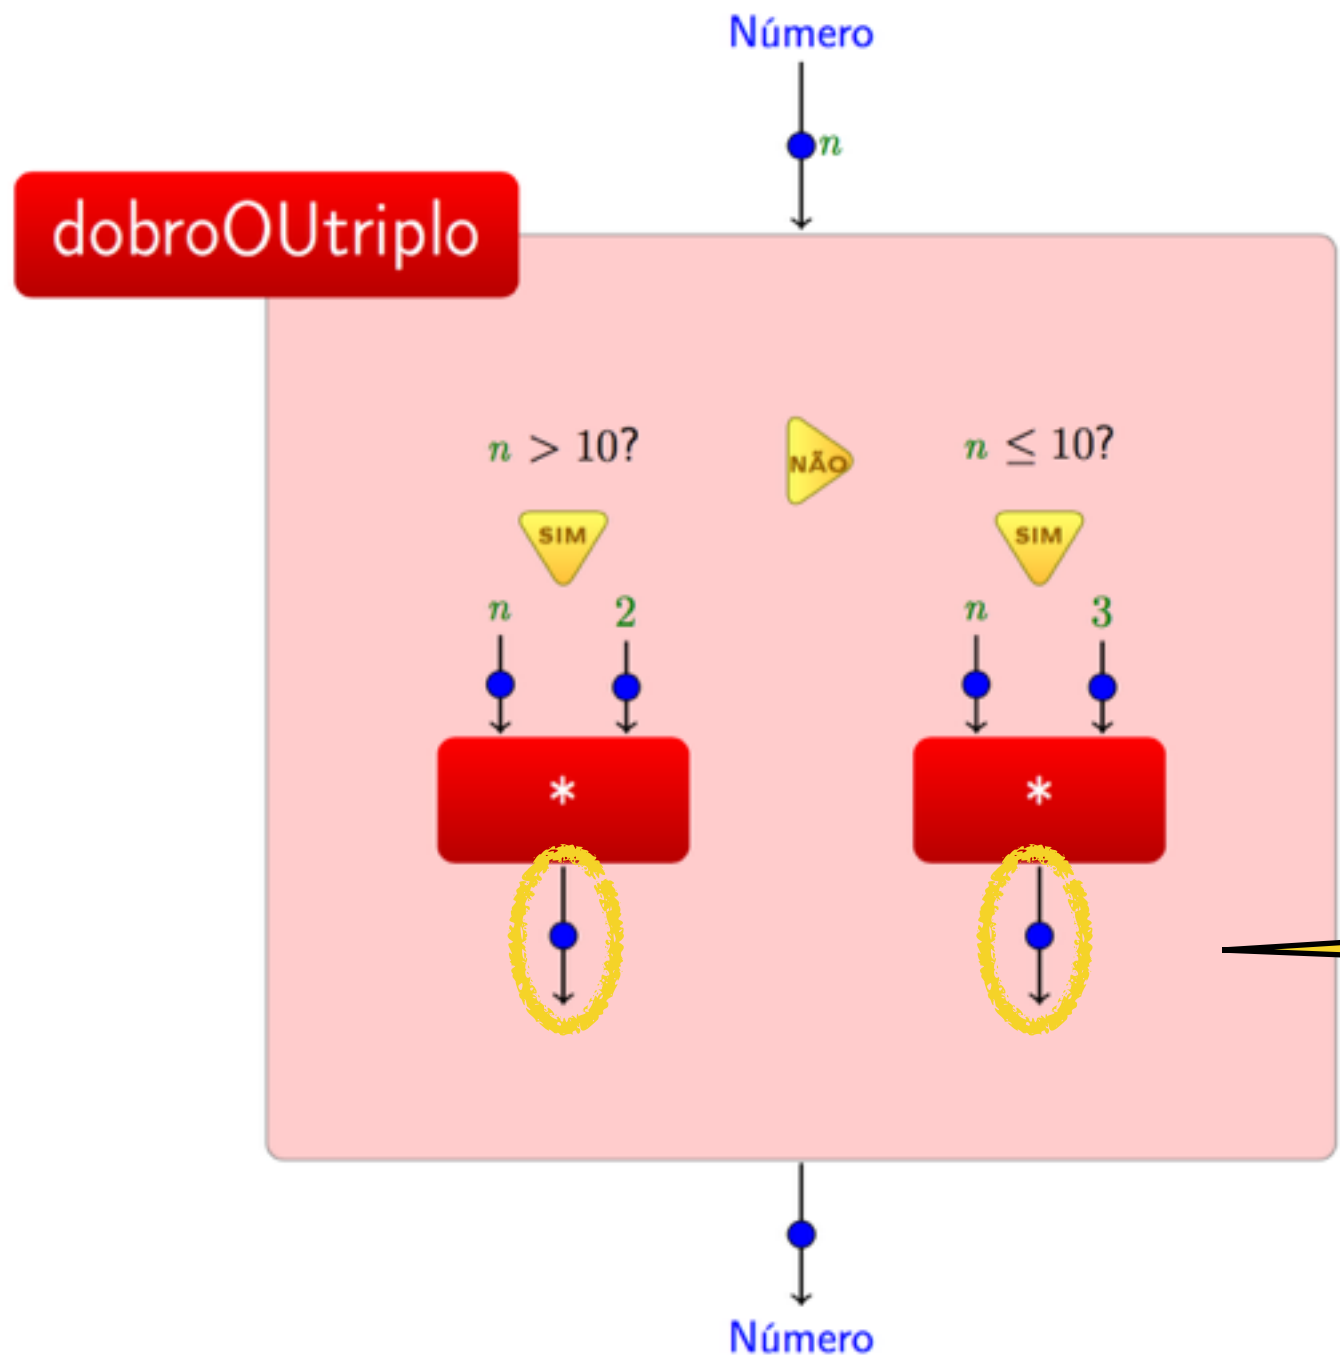 Número
n
dobroOUtriplo
n > 10?
NÃO
n ≤ 10?
SIM
SIM
n 2
n 3
*
*
Número